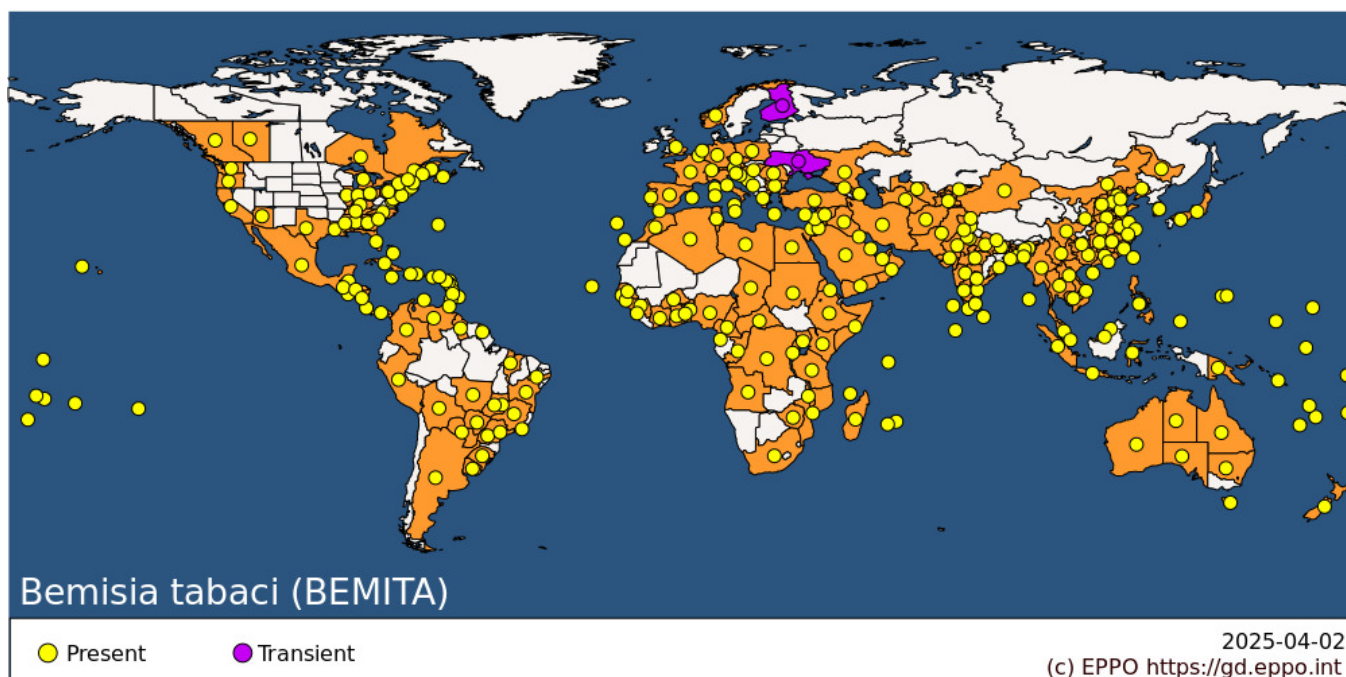 Bemisia tabaci (BEMITA)
Present
Transient
2025-04-02
(c) EPPO https://gd.eppo.int